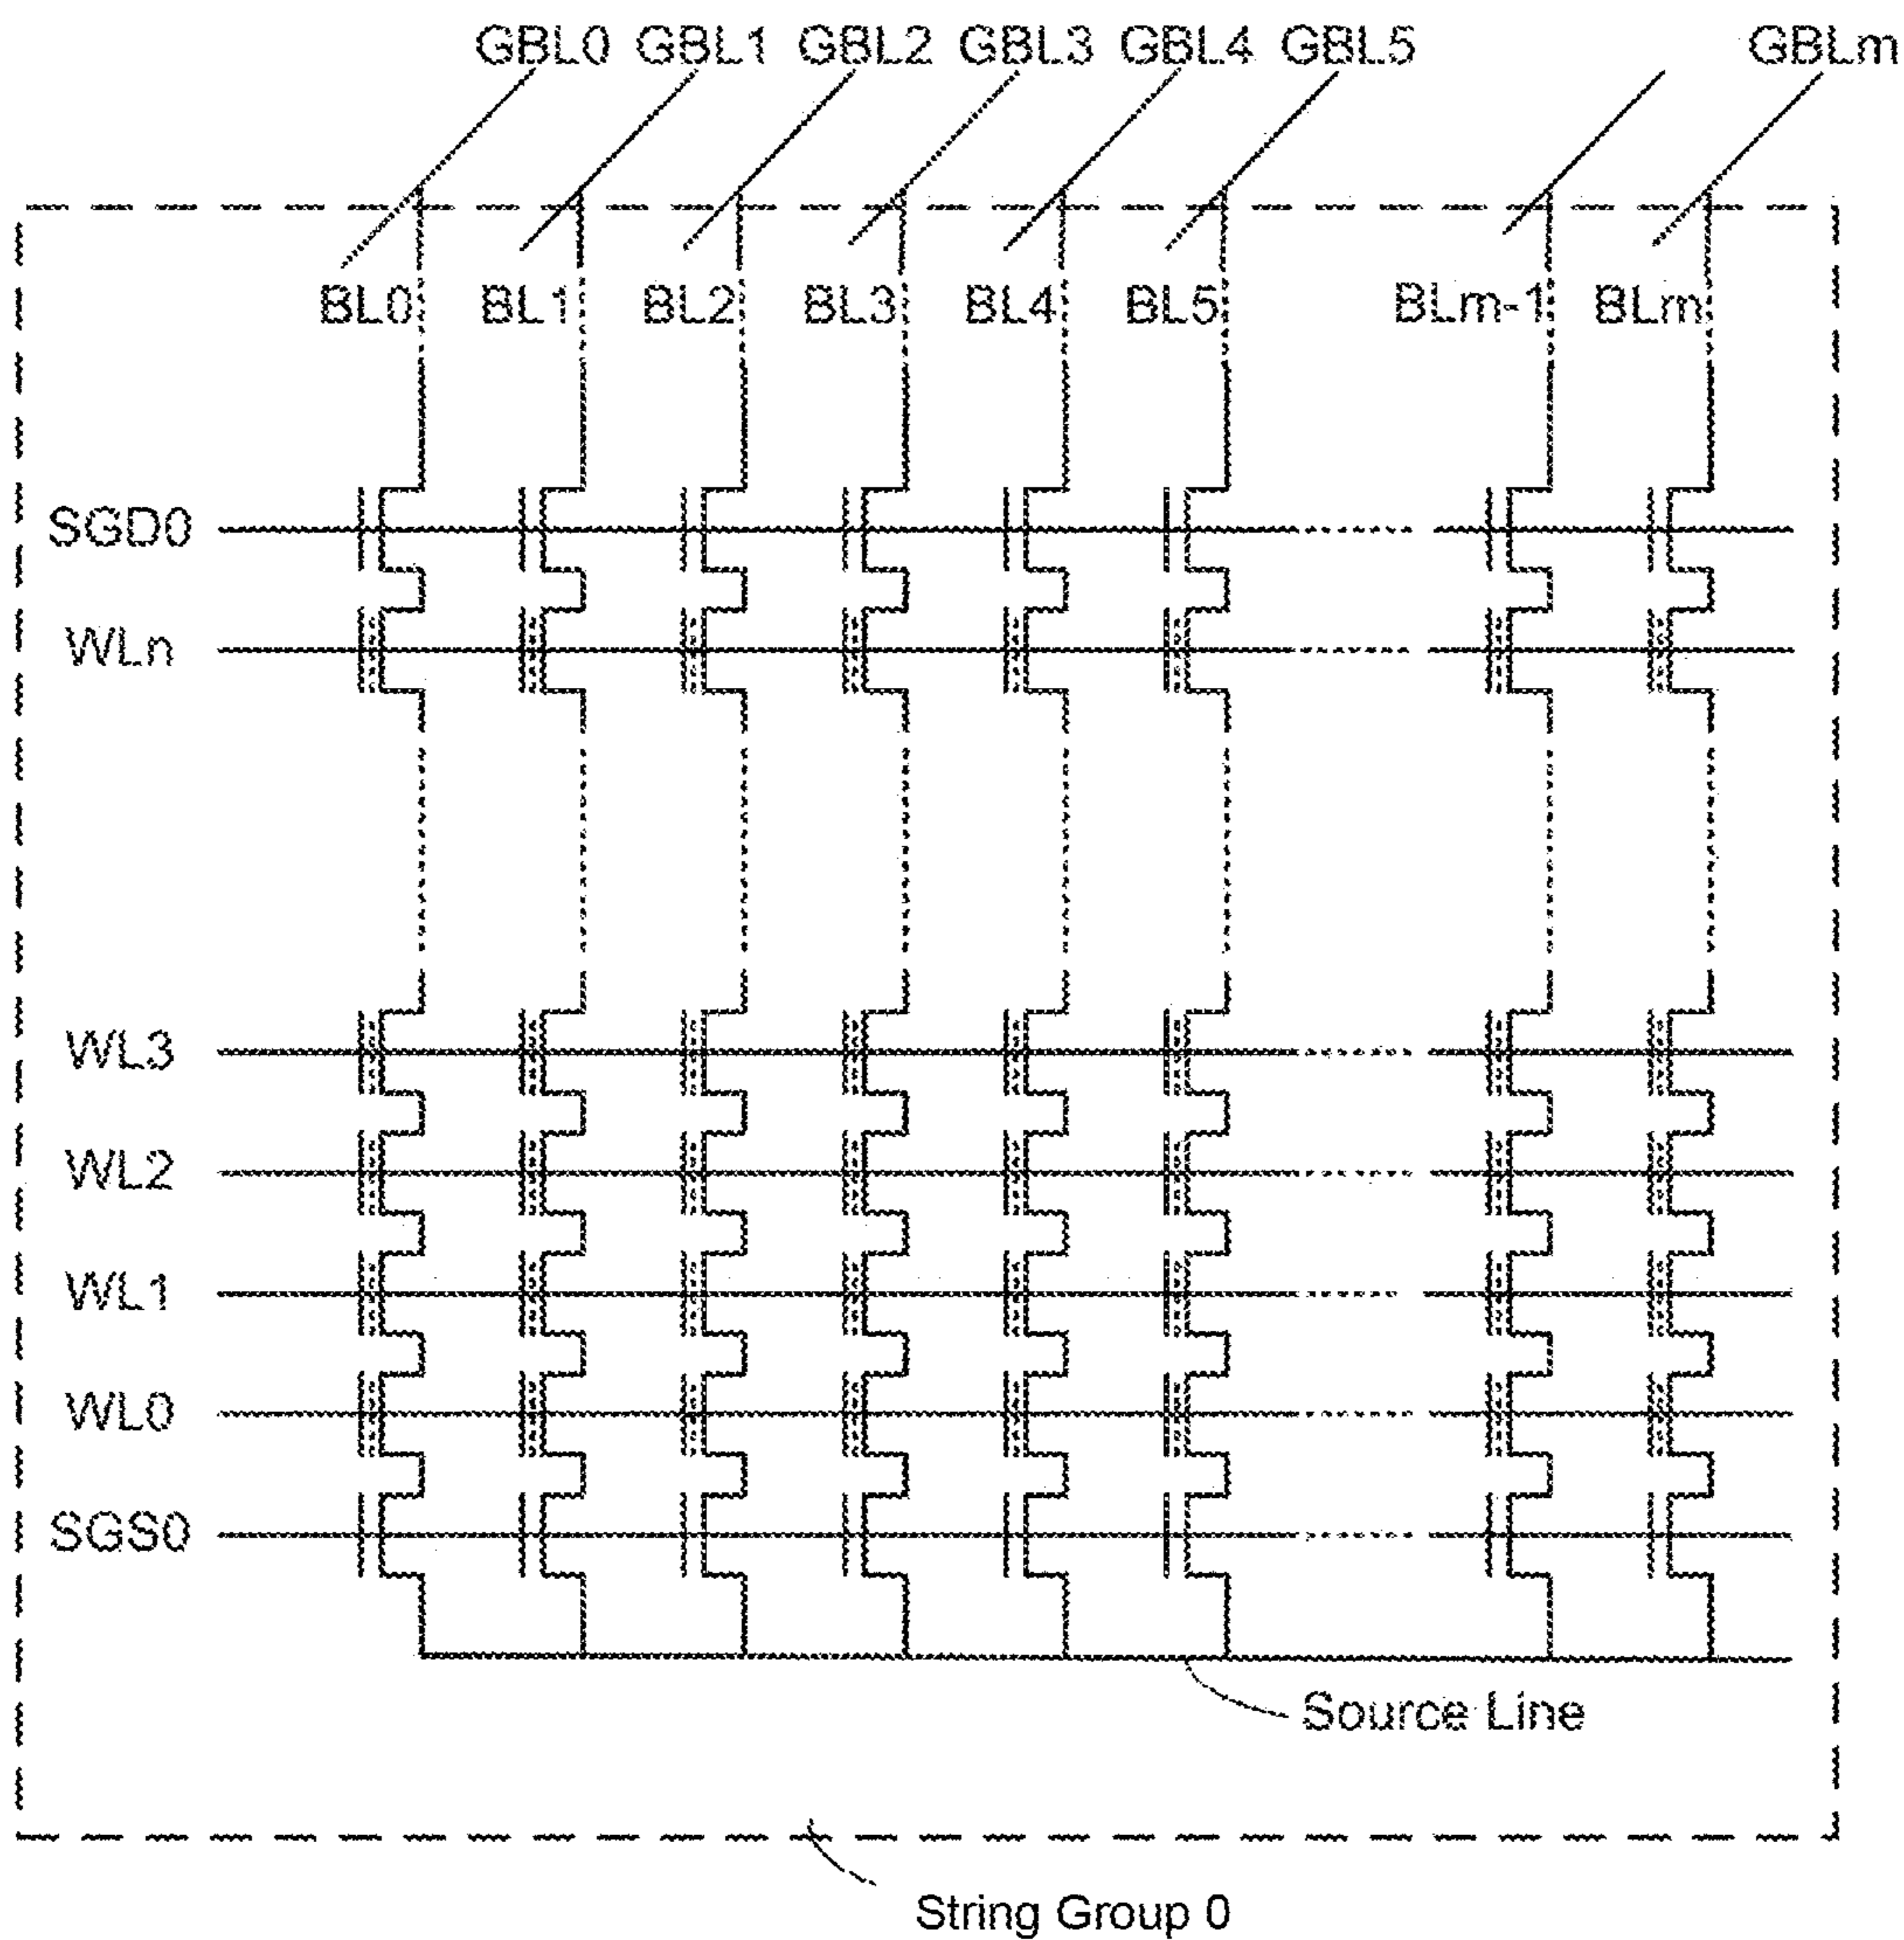 GBL0 GBL1 GBL2 GBL3 GBL4 GBL5 GBLm
BL0 BL1 BL2 BL3 BL4 BL5 BLm-1 BLm
SGD0
WLn
WL3
WL2
WL1
WL0
SGS0
Source Line
String Group 0